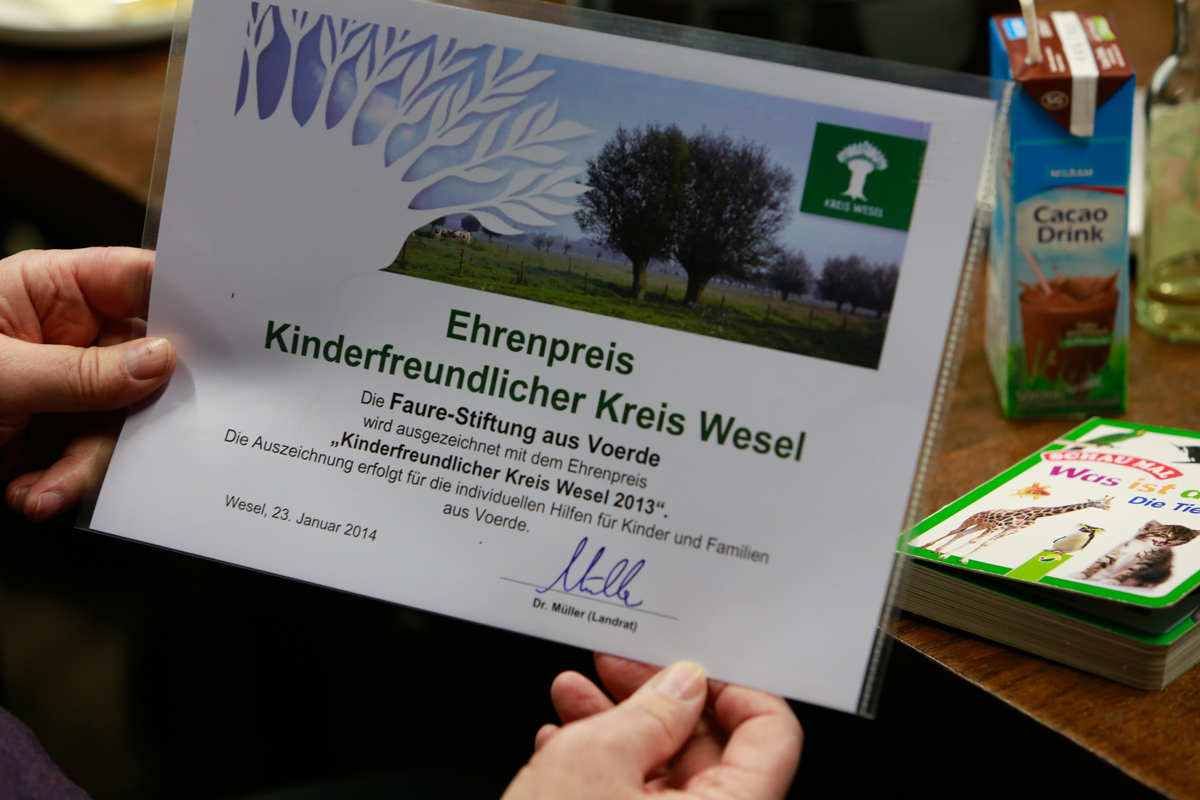 KREIS WESEL
Ehrenpreis
Kinderfreundlicher Kreis Wesel
Die Faure-Stiftung aus Voerde
wird ausgezeichnet mit dem Ehrenpreis
„Kinderfreundlicher Kreis Wesel 2013“.
Die Auszeichnung erfolgt für die individuellen Hilfen für Kinder und Familien
aus Voerde.
Wesel, 23. Januar 2014
Dr. Müller (Landrat)
MILRAM
Cacao
Drink
SCHAU MAL
Was ist
Die